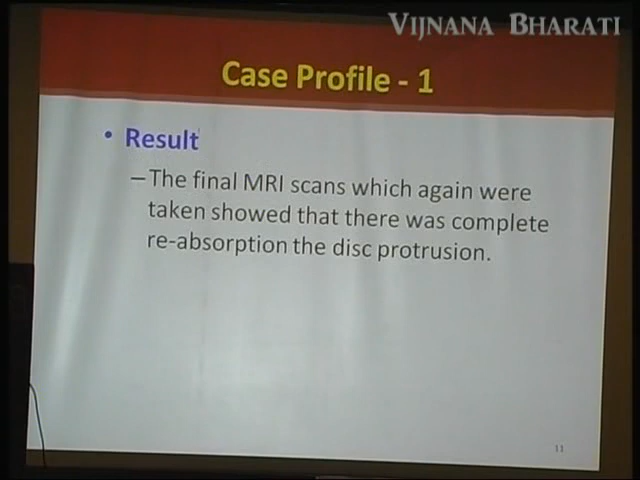 VIJNANA BHARATI
Case Profile - 1
• Result
–The final MRI scans which again were
taken showed that there was complete
re-absorption the disc protrusion.
11